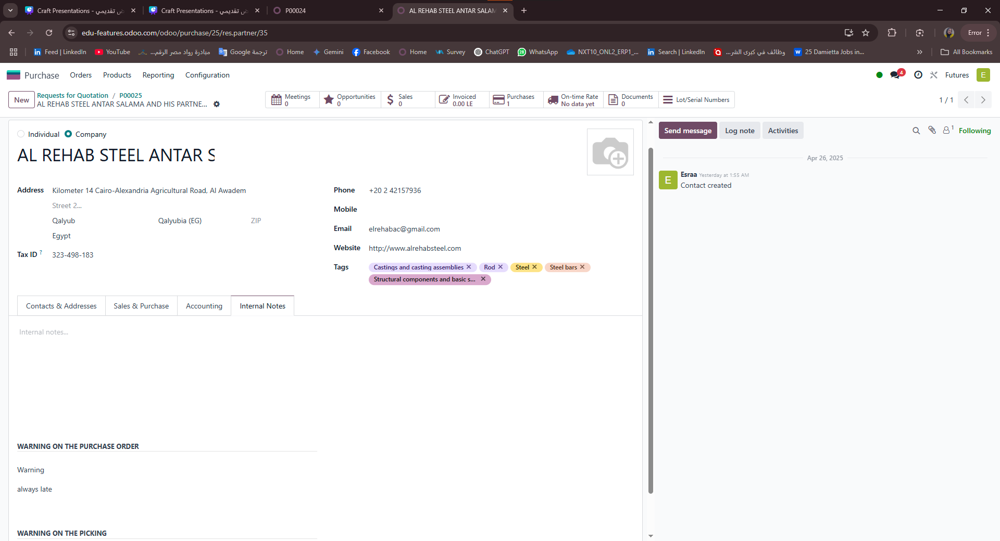 Craft Presentations - ض تقديمي
Craft Presentations - ض تقديمي
P00024
AL REHAB STEEL ANTAR SALAM
edu-features.odoo.com/odoo/purchase/25/res.partner/35
Error
Feed | LinkedIn
YouTube
مبادرة رواد مصر الرقم...
Google ترجمة
Home
Gemini
Facebook
Home
Survey
ChatGPT
28
WhatsApp
NXT10_ONL2_ERP1_...
Search | LinkedIn
وظائف في كبرى الشر...
25 Damietta Jobs in...
All Bookmarks
Purchase
Orders
Products
Reporting
Configuration
4
Futures
E
New
Requests for Quotation / P00025
AL REHAB STEEL ANTAR SALAMA AND HIS PARTNE...
Meetings
0
Opportunities
0
Sales
0
Invoiced
0.00 LE
Purchases
1
On-time Rate
No data yet
Documents
0
Lot/Serial Numbers
1 / 1
Individual
Company
AL REHAB STEEL ANTAR S
Address
Kilometer 14 Cairo-Alexandria Agricultural Road, Al Awadem
Street 2...
Qalyub
Qalyubia (EG)
ZIP
Egypt
Tax ID ?
323-498-183
Phone
+20 2 42157936
Mobile
Email
elrehabac@gmail.com
Website
http://www.alrehabsteel.com
Tags
Castings and casting assemblies
Rod
Steel
Steel bars
Structural components and basic s...
Contacts & Addresses
Sales & Purchase
Accounting
Internal Notes
Internal notes...
WARNING ON THE PURCHASE ORDER
Warning
always late
WARNING ON THE PICKING
Send message
Log note
Activities
1
Following
Apr 26, 2025
E
Esraa Yesterday at 1:55 AM
Contact created